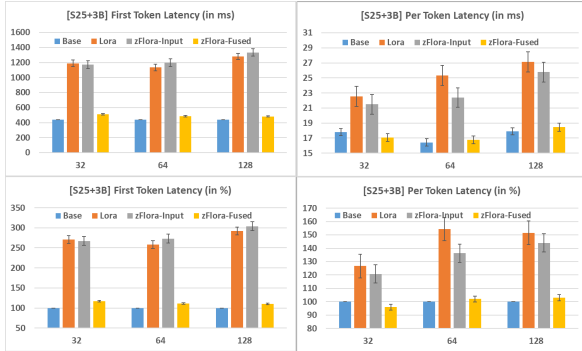 [S25+3B] First Token Latency (in ms)
1600
1400
1200
1000
800
600
400
200
0
Base Lora zFlora-Input zFlora-Fused
32 64 128
[S25+3B] Per Token Latency (in ms)
31
29
27
25
23
21
19
17
15
Base Lora zFlora-Input zFlora-Fused
32 64 128
[S25+3B] First Token Latency (in %)
350
300
250
200
150
100
50
Base Lora zFlora-Input zFlora-Fused
32 64 128
[S25+3B] Per Token Latency (in %)
160
150
140
130
120
110
100
90
80
Base Lora zFlora-Input zFlora-Fused
32 64 128